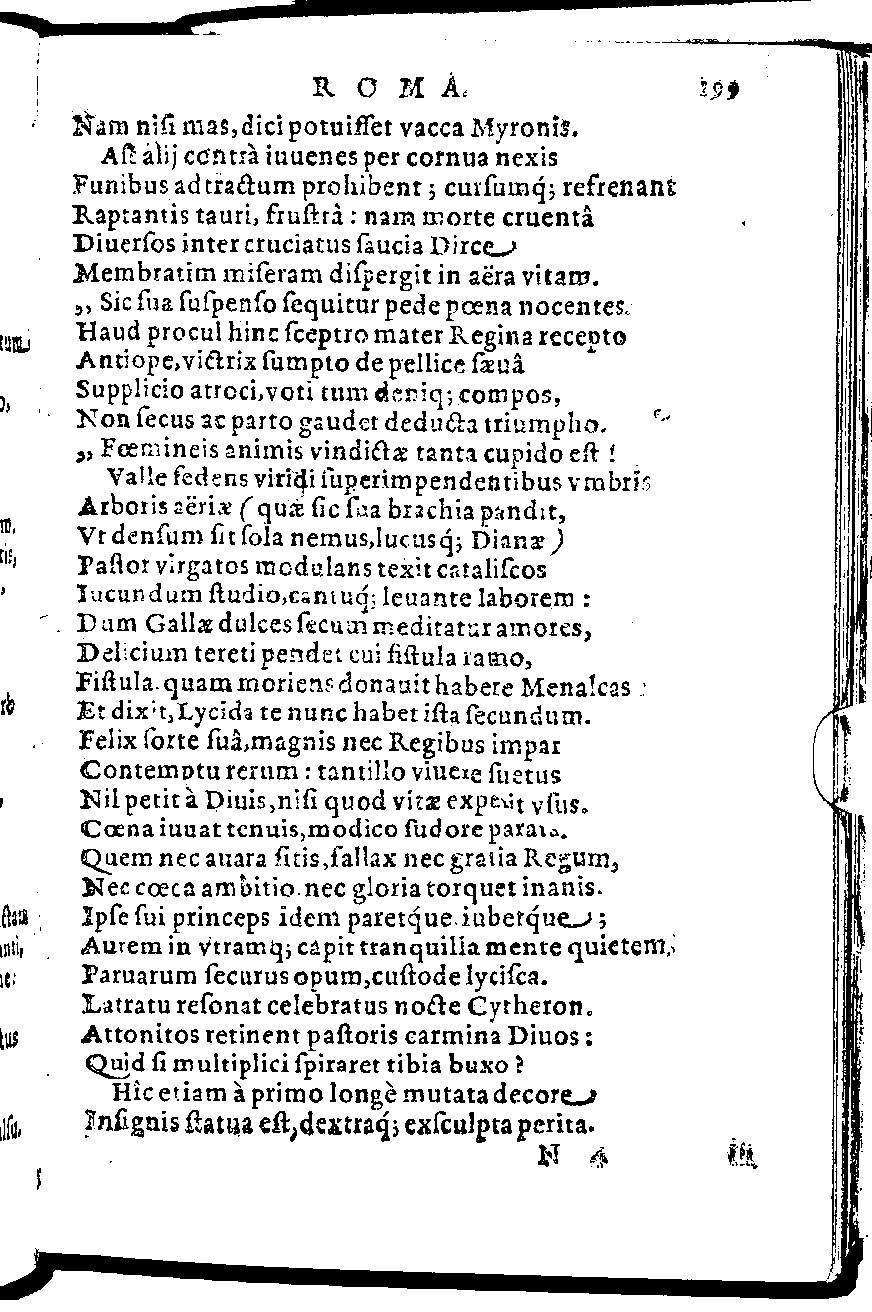 ROMA. 199
Nam niſi mas, dici potuiſſet vacca Myronis.
Aſt alij contrà iuuenes per cornua nexis
Funibus adtractum prohibent ; curſumq́; refrenant
Raptantis tauri, fruſtrâ : nam morte cruentâ
Diuerſos inter cruciatus ſaucia Dirce
Membratim miſeram diſpergit in aëra vitam.
„ Sic ſua ſuſpenſo ſequitur pede pœna nocentes.
Haud procul hinc ſceptro mater Regina recepto
Antiope, victrix ſumpto de pellice ſæuâ
Supplicio atroci, voti tum deniq; compos,
Non ſecus ac parto gaudet deducta triumpho.
„ Fœmineis animis vindictæ tanta cupido eſt !
Valle ſedens viridi ſuperimpendentibus vmbris
Arboris aëriæ ( quæ ſic ſua brachia pandit,
Vt denſum ſit ſola nemus, lucusq́; Dianæ )
Paſtor virgatos modulans texit cataliſcos
Iucundum ſtudio, cantuq́; leuante laborem :
Dum Gallæ dulces ſecum meditatur amores,
Delicium tereti pendet cui fiſtula ramo,
Fiſtula. quam moriens donauit habere Menalcas :
Et dixit, Lycida te nunc habet iſta ſecundum.
Felix ſorte ſuâ, magnis nec Regibus impar
Contemptu rerum : tantillo viuere ſuetus
Nil petit à Diuis, niſi quod vitæ expetit vſus.
Cœna iuuat tenuis, modico ſudore parata.
Quem nec auara ſitis, fallax nec gratia Regum,
Nec cœca ambitio. nec gloria torquet inanis.
Ipſe ſui princeps idem paretq́ue. iubetq́ue ;
Aurem in vtramq; capit tranquilla mente quietem,
Paruarum ſecurus opum, cuſtode lyciſca.
Latratu reſonat celebratus nocte Cytheron.
Attonitos retinent paſtoris carmina Diuos :
Quid ſi multiplici ſpiraret tibia buxo ?
Hîc etiam à primo longè mutata decore
Inſignis ſtatua eſt, dextraq́; exſculpta perita.
N